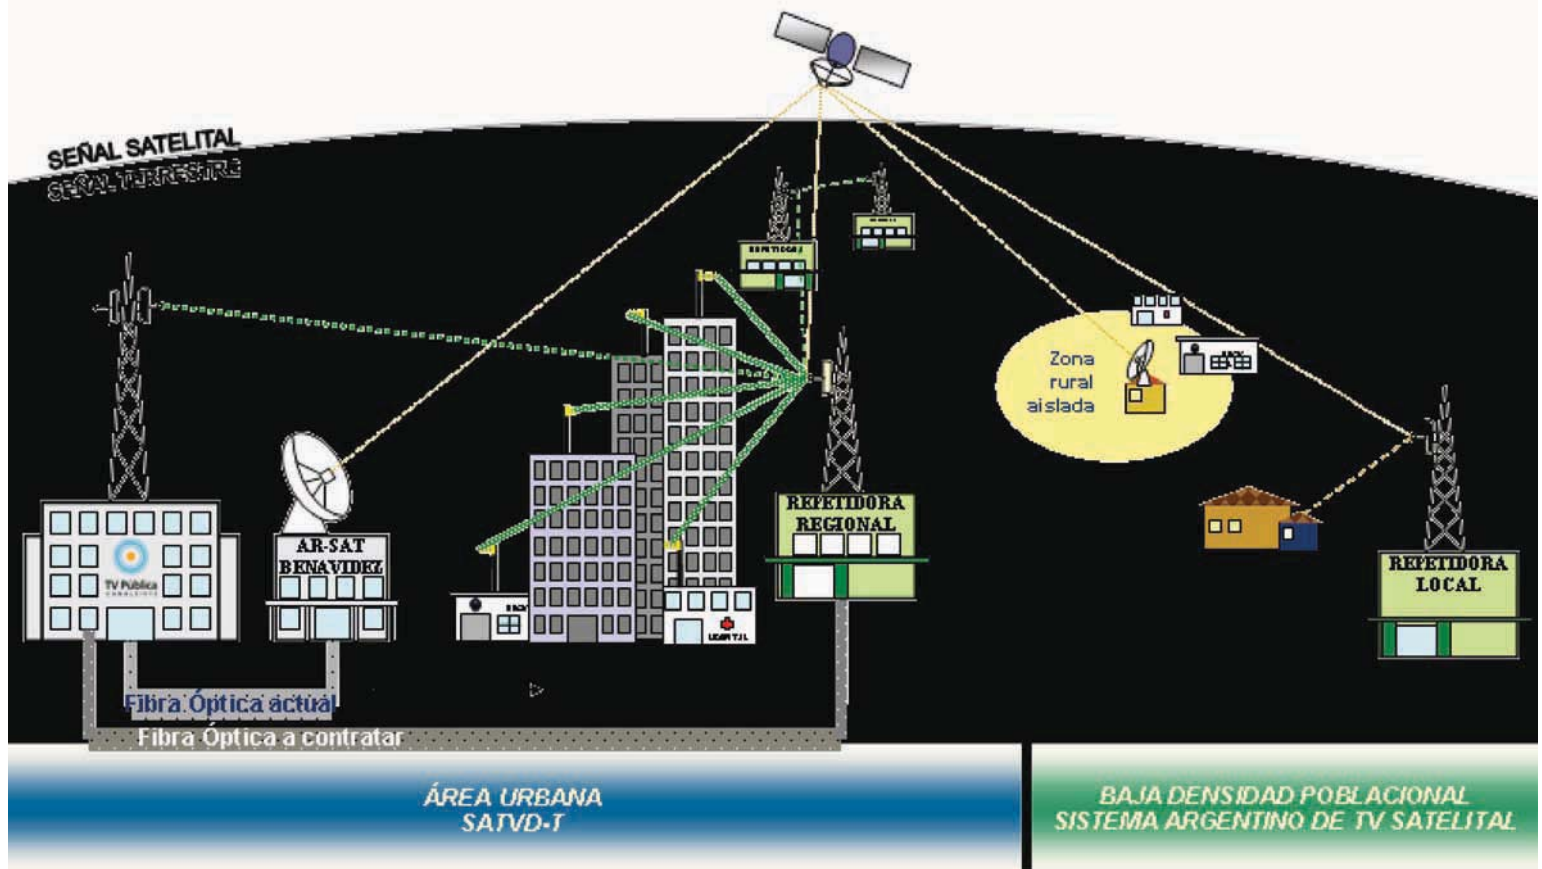 SEÑAL SATELITAL
SEÑAL TERRESTRE
REPETIDORA
Zona
rural
aislada
REPETIDORA
REGIONAL
AR-SAT
BENAVIDEZ
TV Pública
REPETIDORA
LOCAL
Fibra Óptica actual
Fibra Óptica a contratar
ÁREA URBANA
SATVD-T
BAJA DENSIDAD POBLACIONAL
SISTEMA ARGENTINO DE TV SATELITAL